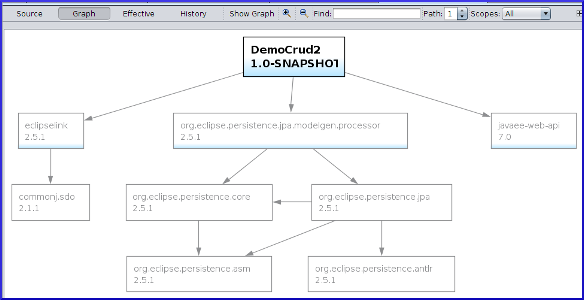 Source Graph Effective History Show Graph Find: Path: 1 Scopes: All
DemoCrud2
1.0-SNAPSHOT
eclipselink
2.5.1
org.eclipse.persistence.jpa.modelgen.processor
2.5.1
javaee-web-api
7.0
commonj.sdo
2.1.1
org.eclipse.persistence.core
2.5.1
org.eclipse.persistence.jpa
2.5.1
org.eclipse.persistence.asm
2.5.1
org.eclipse.persistence.antlr
2.5.1